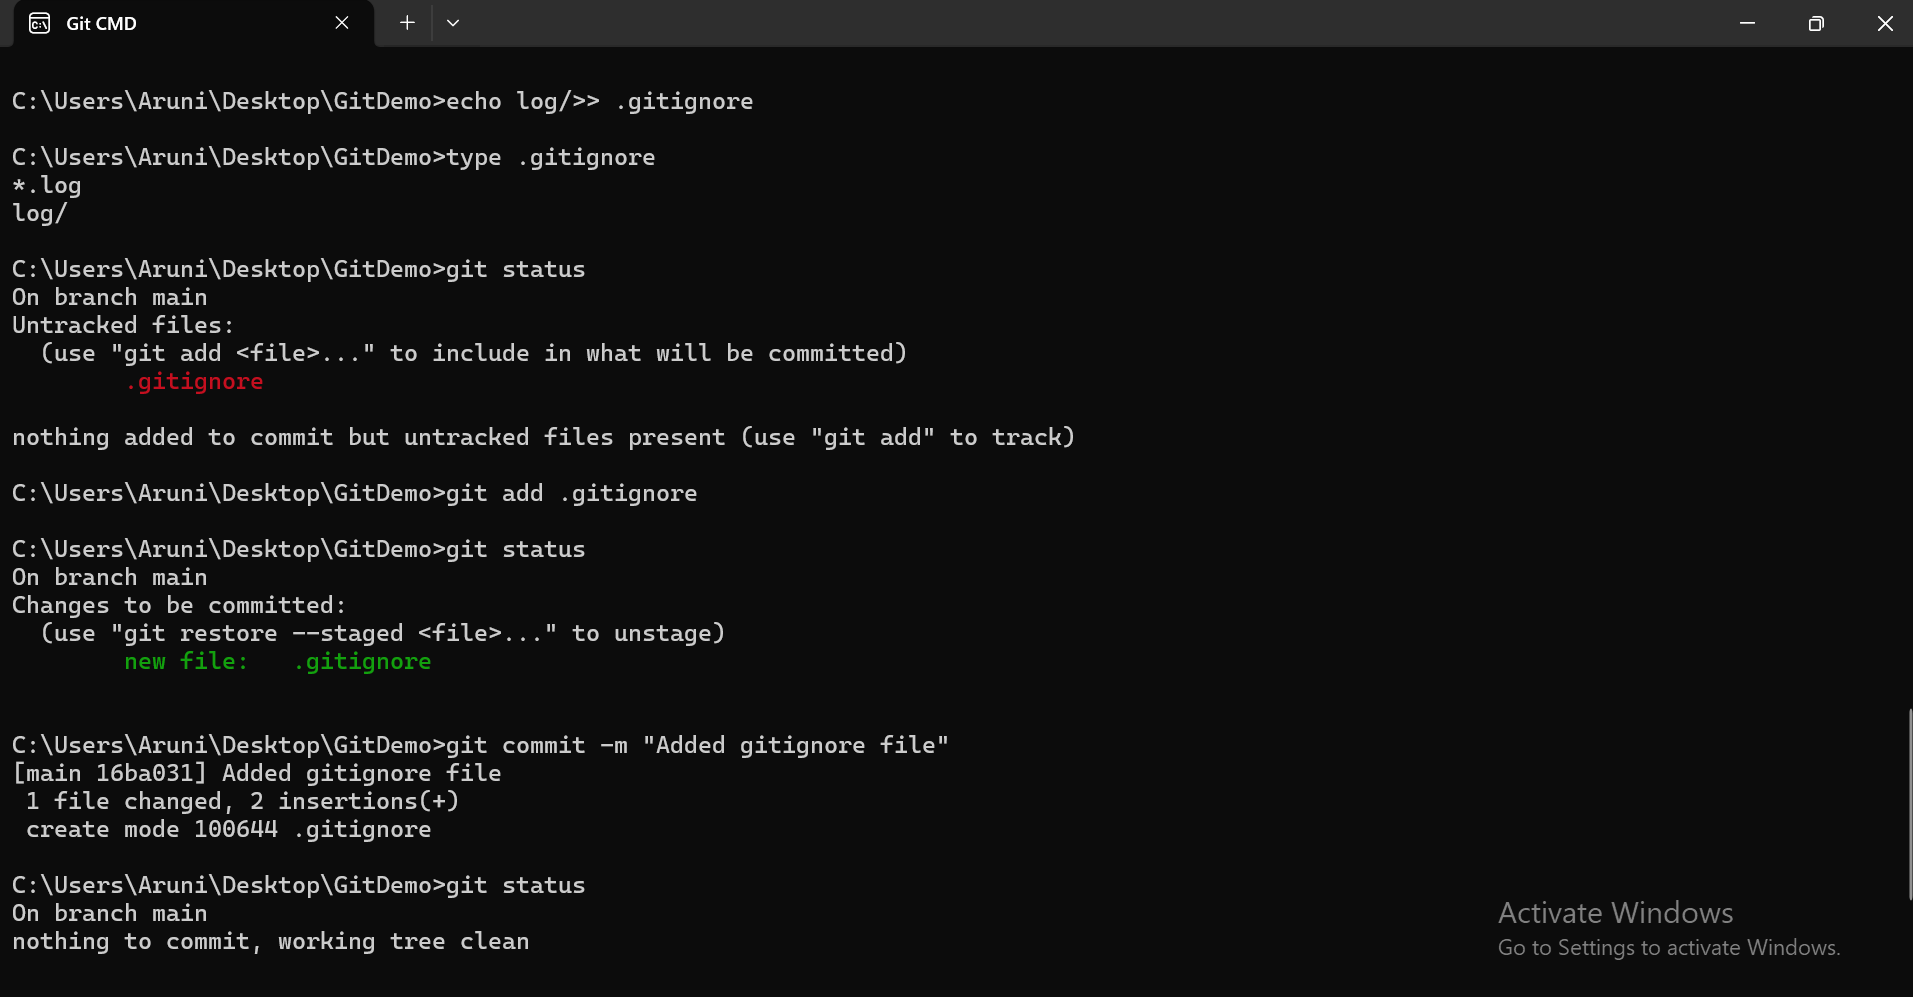 Git CMD
C:\Users\Aruni\Desktop\GitDemo>echo log/>> .gitignore
C:\Users\Aruni\Desktop\GitDemo>type .gitignore
*.log
log/
C:\Users\Aruni\Desktop\GitDemo>git status
On branch main
Untracked files:
  (use "git add <file>..." to include in what will be committed)
        .gitignore
nothing added to commit but untracked files present (use "git add" to track)
C:\Users\Aruni\Desktop\GitDemo>git add .gitignore
C:\Users\Aruni\Desktop\GitDemo>git status
On branch main
Changes to be committed:
  (use "git restore --staged <file>..." to unstage)
        new file:   .gitignore
C:\Users\Aruni\Desktop\GitDemo>git commit -m "Added gitignore file"
[main 16ba031] Added gitignore file
 1 file changed, 2 insertions(+)
 create mode 100644 .gitignore
C:\Users\Aruni\Desktop\GitDemo>git status
On branch main
nothing to commit, working tree clean
Activate Windows
Go to Settings to activate Windows.